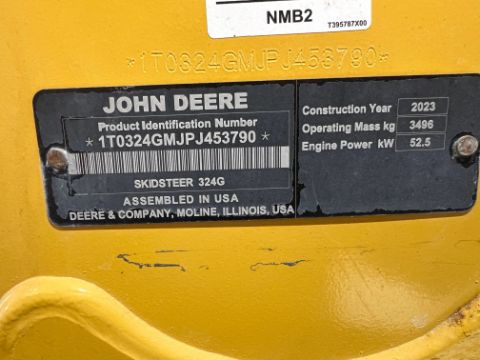 NMB2
T395787X00
*1T0324GMJPJ453790*
JOHN DEERE
Product Identification Number
* 1T0324GMJPJ453790 *
SKIDSTEER 324G
ASSEMBLED IN USA
DEERE & COMPANY, MOLINE, ILLINOIS, USA
Construction Year 2023
Operating Mass kg 3496
Engine Power kW 52.5